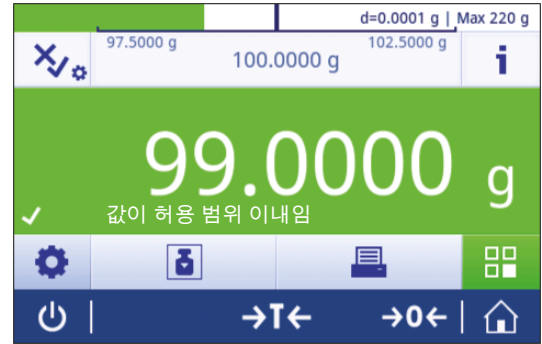 d=0.0001 g | Max 220 g
97.5000 g
102.5000 g
100.0000 g
i
99.0000 g
값이 허용 범위 이내임
→T← →0←